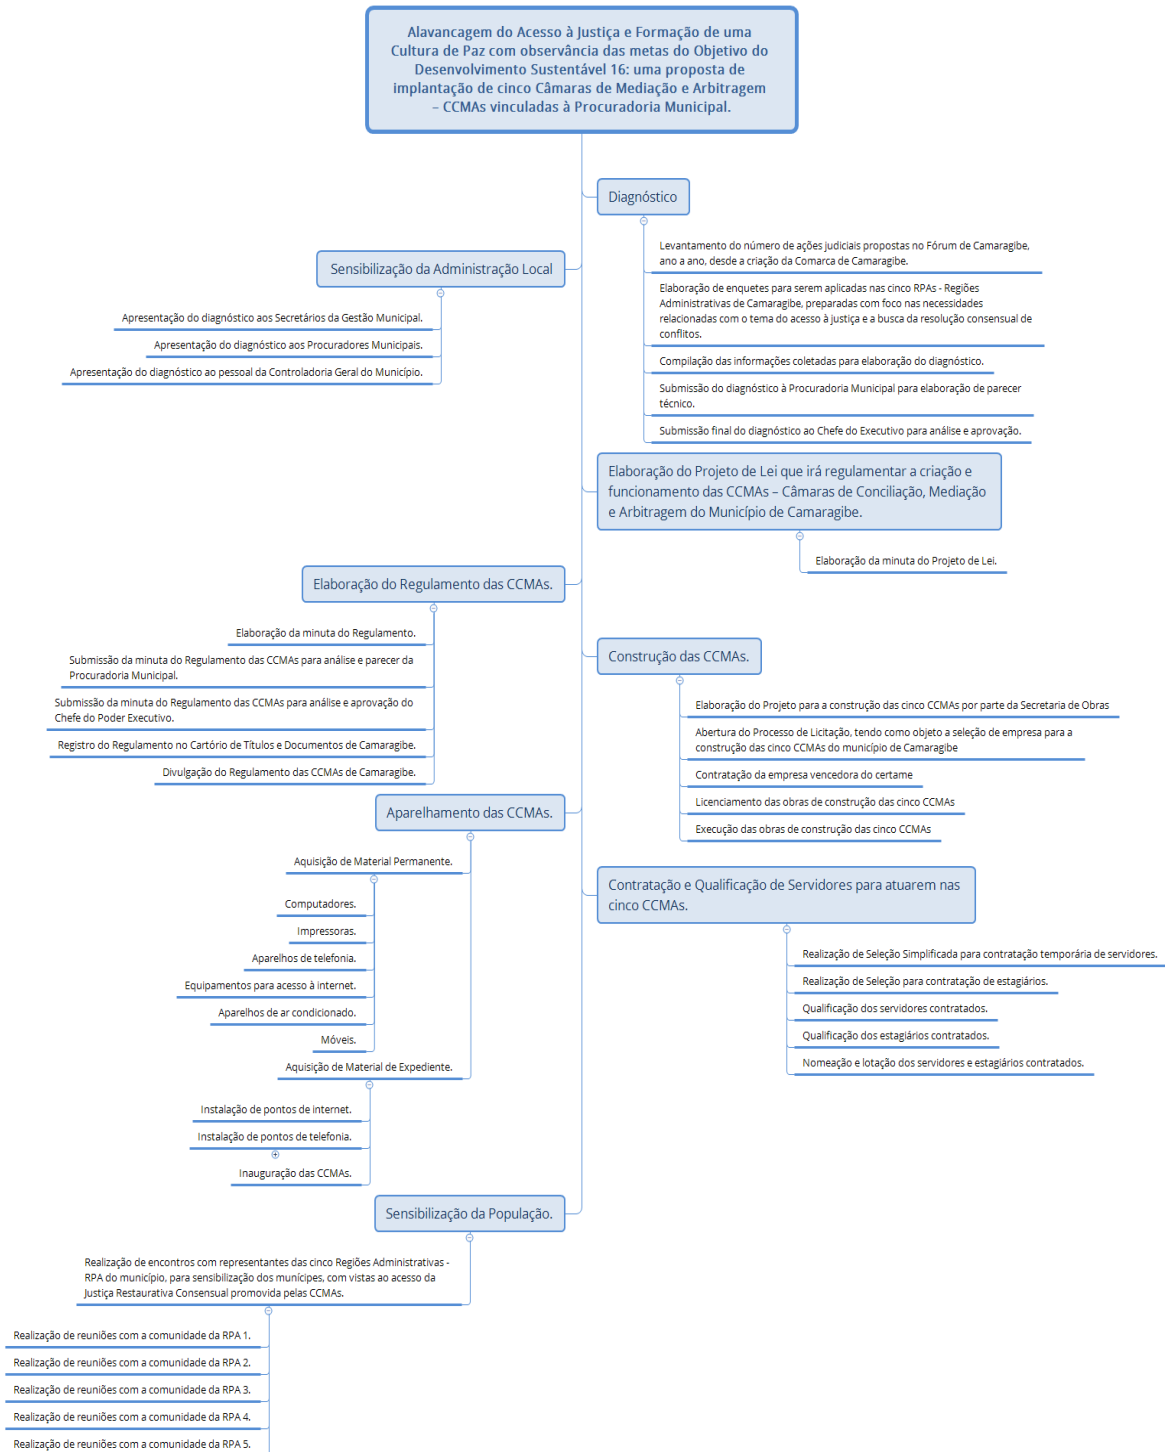 Alavancagem do Acesso à Justiça e Formação de uma
Cultura de Paz com observância das metas do Objetivo do
Desenvolvimento Sustentável 16: uma proposta de
implantação de cinco Câmaras de Mediação e Arbitragem
– CCMAs vinculadas à Procuradoria Municipal.
Diagnóstico
Levantamento do número de ações judiciais propostas no Fórum de Camaragibe,
ano a ano, desde a criação da Comarca de Camaragibe.
Elaboração de enquetes para serem aplicadas nas cinco RPAs - Regiões
Administrativas de Camaragibe, preparadas com foco nas necessidades
relacionadas com o tema do acesso à justiça e a busca da resolução consensual de
conflitos.
Compilação das informações coletadas para elaboração do diagnóstico.
Submissão do diagnóstico à Procuradoria Municipal para elaboração de parecer
técnico.
Submissão final do diagnóstico ao Chefe do Executivo para análise e aprovação.
Sensibilização da Administração Local
Apresentação do diagnóstico aos Secretários da Gestão Municipal.
Apresentação do diagnóstico aos Procuradores Municipais.
Apresentação do diagnóstico ao pessoal da Controladoria Geral do Município.
Elaboração do Projeto de Lei que irá regulamentar a criação e
funcionamento das CCMAs – Câmaras de Conciliação, Mediação
e Arbitragem do Município de Camaragibe.
Elaboração da minuta do Projeto de Lei.
Elaboração do Regulamento das CCMAs.
Elaboração da minuta do Regulamento.
Submissão da minuta do Regulamento das CCMAs para análise e parecer da
Procuradoria Municipal.
Submissão da minuta do Regulamento das CCMAs para análise e aprovação do
Chefe do Poder Executivo.
Registro do Regulamento no Cartório de Títulos e Documentos de Camaragibe.
Divulgação do Regulamento das CCMAs de Camaragibe.
Construção das CCMAs.
Elaboração do Projeto para a construção das cinco CCMAs por parte da Secretaria de Obras
Abertura do Processo de Licitação, tendo como objeto a seleção de empresa para a
construção das cinco CCMAs do município de Camaragibe
Contratação da empresa vencedora do certame
Licenciamento das obras de construção das cinco CCMAs
Execução das obras de construção das cinco CCMAs
Aparelhamento das CCMAs.
Aquisição de Material Permanente.
Computadores.
Impressoras.
Aparelhos de telefonia.
Equipamentos para acesso à internet.
Aparelhos de ar condicionado.
Móveis.
Aquisição de Material de Expediente.
Instalação de pontos de internet.
Instalação de pontos de telefonia.
Inauguração das CCMAs.
Contratação e Qualificação de Servidores para atuarem nas
cinco CCMAs.
Realização de Seleção Simplificada para contratação temporária de servidores.
Realização de Seleção para contratação de estagiários.
Qualificação dos servidores contratados.
Qualificação dos estagiários contratados.
Nomeação e lotação dos servidores e estagiários contratados.
Sensibilização da População.
Realização de encontros com representantes das cinco Regiões Administrativas -
RPA do município, para sensibilização dos munícipes, com vistas ao acesso da
Justiça Restaurativa Consensual promovida pelas CCMAs.
Realização de reuniões com a comunidade da RPA 1.
Realização de reuniões com a comunidade da RPA 2.
Realização de reuniões com a comunidade da RPA 3.
Realização de reuniões com a comunidade da RPA 4.
Realização de reuniões com a comunidade da RPA 5.